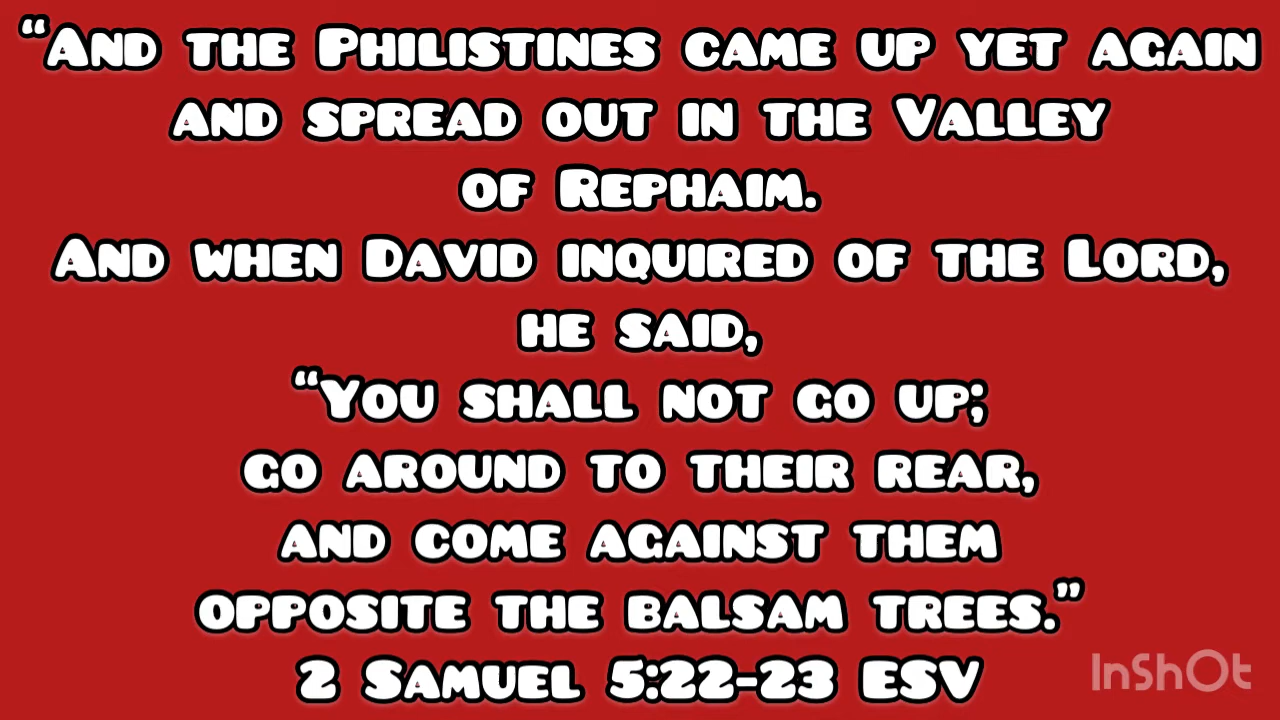 “And the Philistines came up yet again
and spread out in the Valley
of Rephaim.
And when David inquired of the Lord,
he said,
“You shall not go up;
go around to their rear,
and come against them
opposite the balsam trees.”
2 Samuel 5:22-23 ESV
InShOt